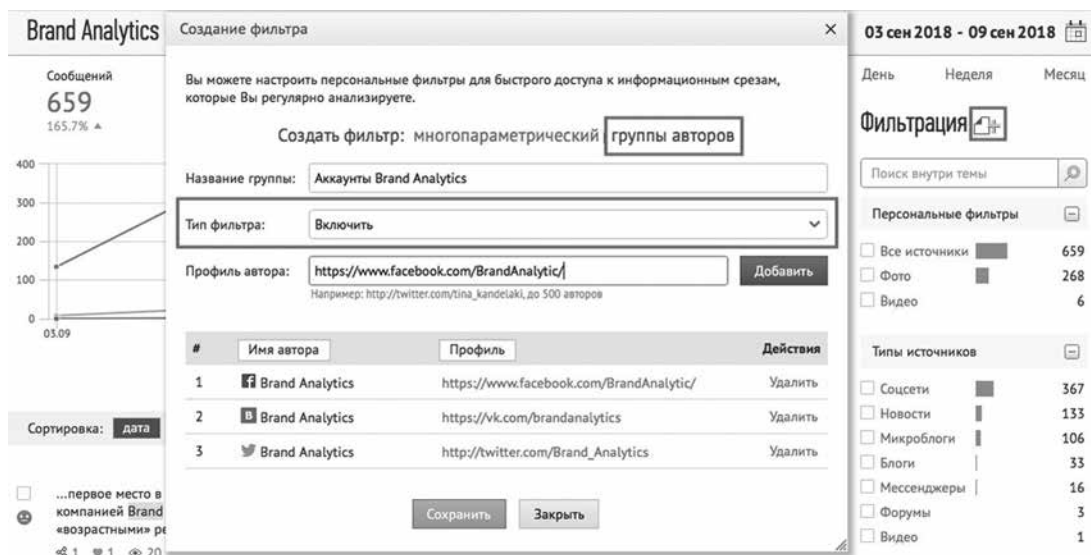 Brand Analytics
Сообщений
659
165.7% ▲
400
300
200
100
0
03.09
Сортировка: дата
...первое место в
компанией Brand
«возрастными» ре
1 1 20
Создание фильтра
Вы можете настроить персональные фильтры для быстрого доступа к информационным срезам,
которые Вы регулярно анализируете.
Создать фильтр: многопараметрический группы авторов
Название группы: Аккаунты Brand Analytics
Тип фильтра: Включить
Профиль автора: https://www.facebook.com/BrandAnalytic/ Добавить
Например: http://twitter.com/tina_kandelaki, до 500 авторов
# Имя автора Профиль Действия
1 Brand Analytics https://www.facebook.com/BrandAnalytic/ Удалить
2 Brand Analytics https://vk.com/brandanalytics Удалить
3 Brand Analytics http://twitter.com/Brand_Analytics Удалить
Сохранить Закрыть
03 сен 2018 - 09 сен 2018
День Неделя Месяц
Фильтрация
Поиск внутри темы
Персональные фильтры
Все источники 659
Фото 268
Видео 6
Типы источников
Соцсети 367
Новости 133
Микроблоги 106
Блоги 33
Мессенджеры 16
Форумы 3
Видео 1